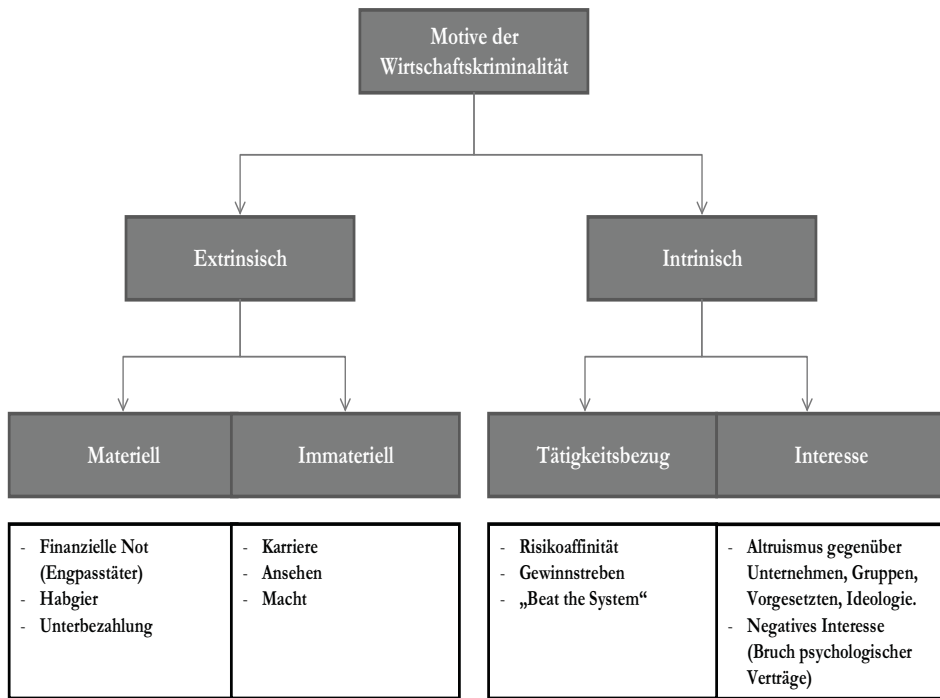 Motive der
Wirtschaftskriminalität
Extrinsisch
Intrinisch
Materiell
Immateriell
Tätigkeitsbezug
Interesse
- Finanzielle Not
(Engpasstäter)
- Habgier
- Unterbezahlung
- Karriere
- Ansehen
- Macht
- Risikoaffinität
- Gewinnstreben
- „Beat the System“
- Altruismus gegenüber
Unternehmen, Gruppen,
Vorgesetzten, Ideologie.
- Negatives Interesse
(Bruch psychologischer
Verträge)